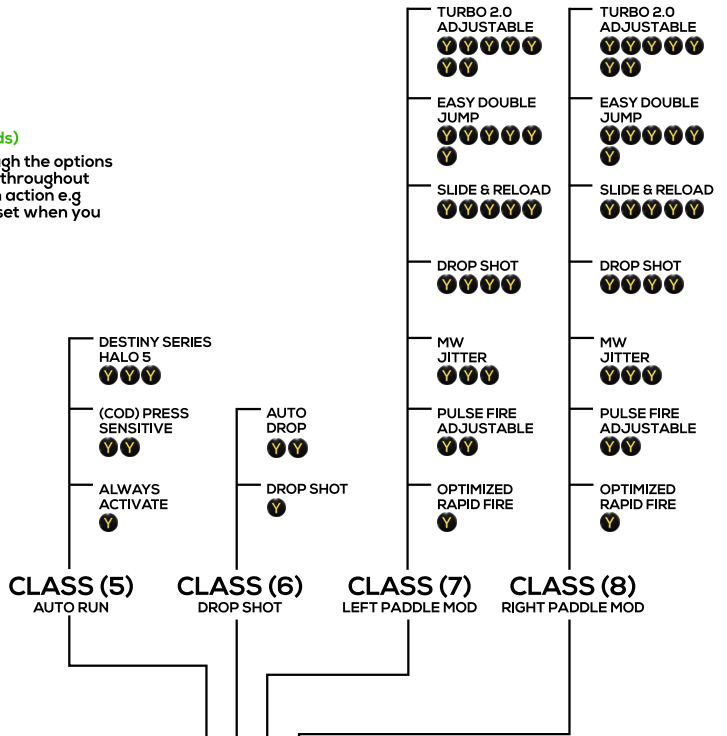 ds)
gh the options
throughout
n action e.g
set when you
DESTINY SERIES
HALO 5
Y Y Y
(COD) PRESS
SENSITIVE
Y Y
ALWAYS
ACTIVATE
Y
CLASS (5)
AUTO RUN
AUTO
DROP
Y Y
DROP SHOT
Y
CLASS (6)
DROP SHOT
TURBO 2.0
ADJUSTABLE
Y Y Y Y Y
Y Y
EASY DOUBLE
JUMP
Y Y Y Y Y
Y
SLIDE & RELOAD
Y Y Y Y Y
DROP SHOT
Y Y Y Y
MW
JITTER
Y Y Y
PULSE FIRE
ADJUSTABLE
Y Y
OPTIMIZED
RAPID FIRE
Y
CLASS (7)
LEFT PADDLE MOD
TURBO 2.0
ADJUSTABLE
Y Y Y Y Y
Y Y
EASY DOUBLE
JUMP
Y Y Y Y Y
Y
SLIDE & RELOAD
Y Y Y Y Y
DROP SHOT
Y Y Y Y
MW
JITTER
Y Y Y
PULSE FIRE
ADJUSTABLE
Y Y
OPTIMIZED
RAPID FIRE
Y
CLASS (8)
RIGHT PADDLE MOD